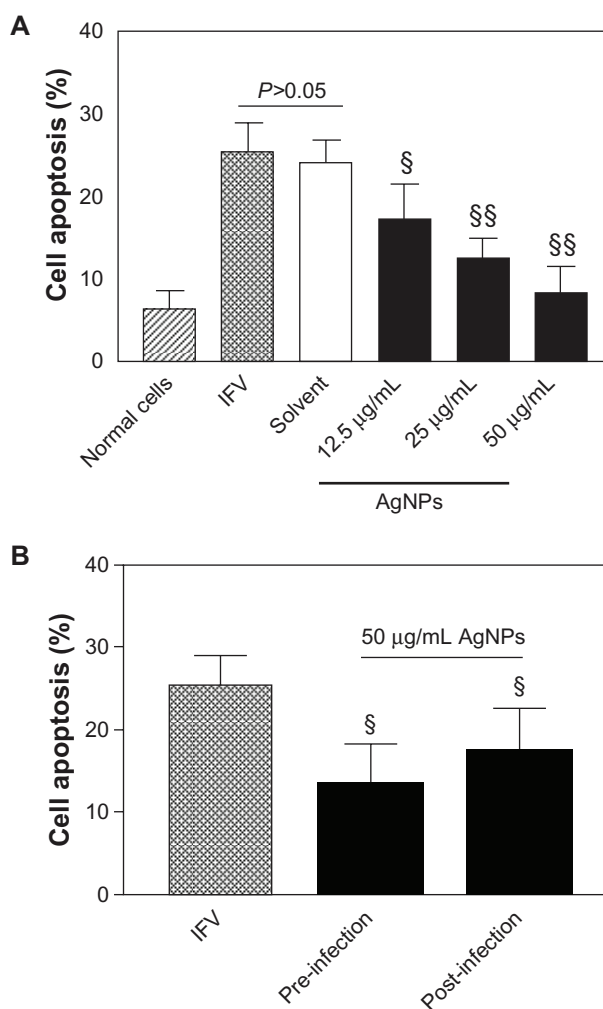 A
Cell apoptosis (%)
40
30
20
10
0
P>0.05
§
§§
§§
Normal cells
IFV
Solvent
12.5 μg/mL
25 μg/mL
50 μg/mL
AgNPs
B
Cell apoptosis (%)
40
30
20
10
0
50 μg/mL AgNPs
§
§
IFV
Pre-infection
Post-infection